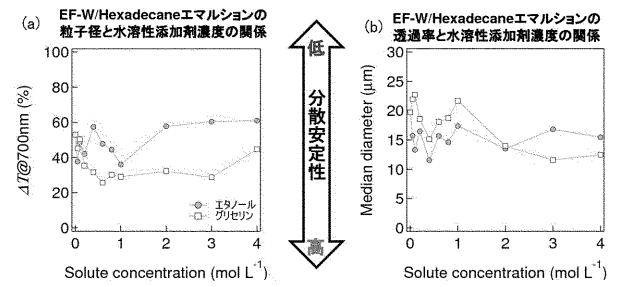 (a)
EF-W/Hexadecaneエマルションの
粒子径と水溶性添加剤濃度の関係
ΔT@700nm (%)
100
80
60
40
20
0
エタノール
グリセリン
0
1
2
3
4
Solute concentration (mol L-1)
低
分散安定性
高
(b)
EF-W/Hexadecaneエマルションの
透過率と水溶性添加剤濃度の関係
Median diameter (μm)
30
25
20
15
10
5
0
0
1
2
3
4
Solute concentration (mol L-1)